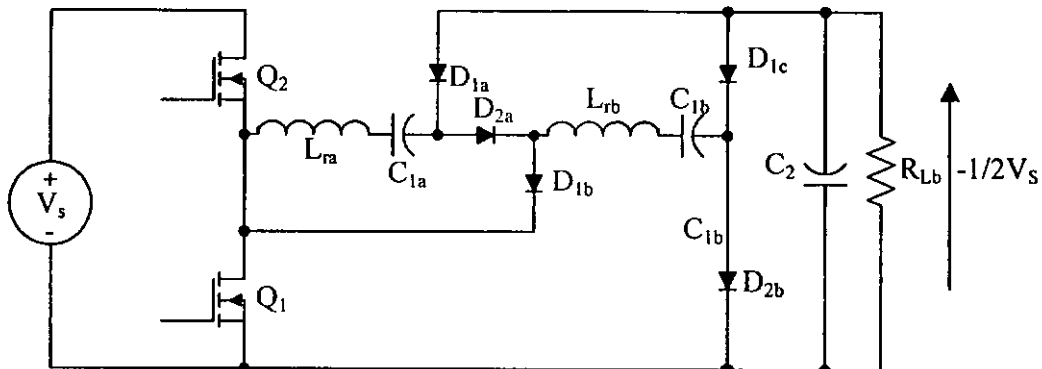 Q2
D1a
D1c
Lrb
C1b
D2a
+
Vs
-
Lra
C1a
D1b
C2
RLb
-1/2VS
C1b
Q1
D2b